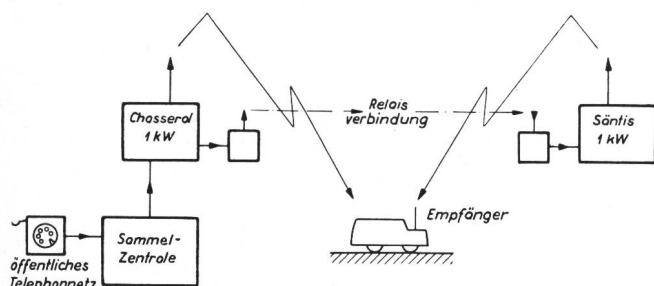 Chasseral
1 kW
Relais
verbindung
Säntis
1 kW
Empfänger
Sammel-
Zentrale
öffentliches
Telephonnetz